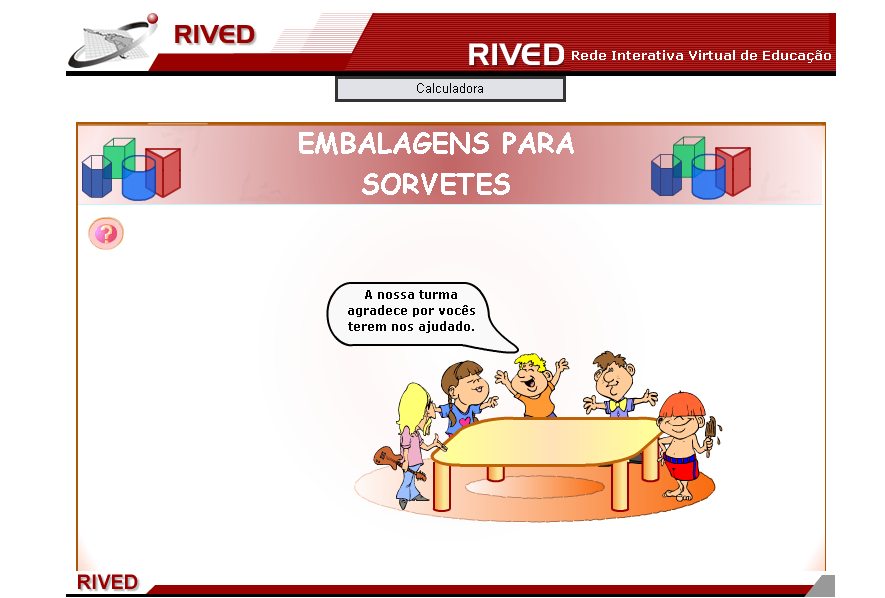 RIVED
RIVED Rede Interativa Virtual de Educação
Calculadora
EMBALAGENS PARA
SORVETES
?
A nossa turma
agradece por vocês
terem nos ajudado.
RIVED